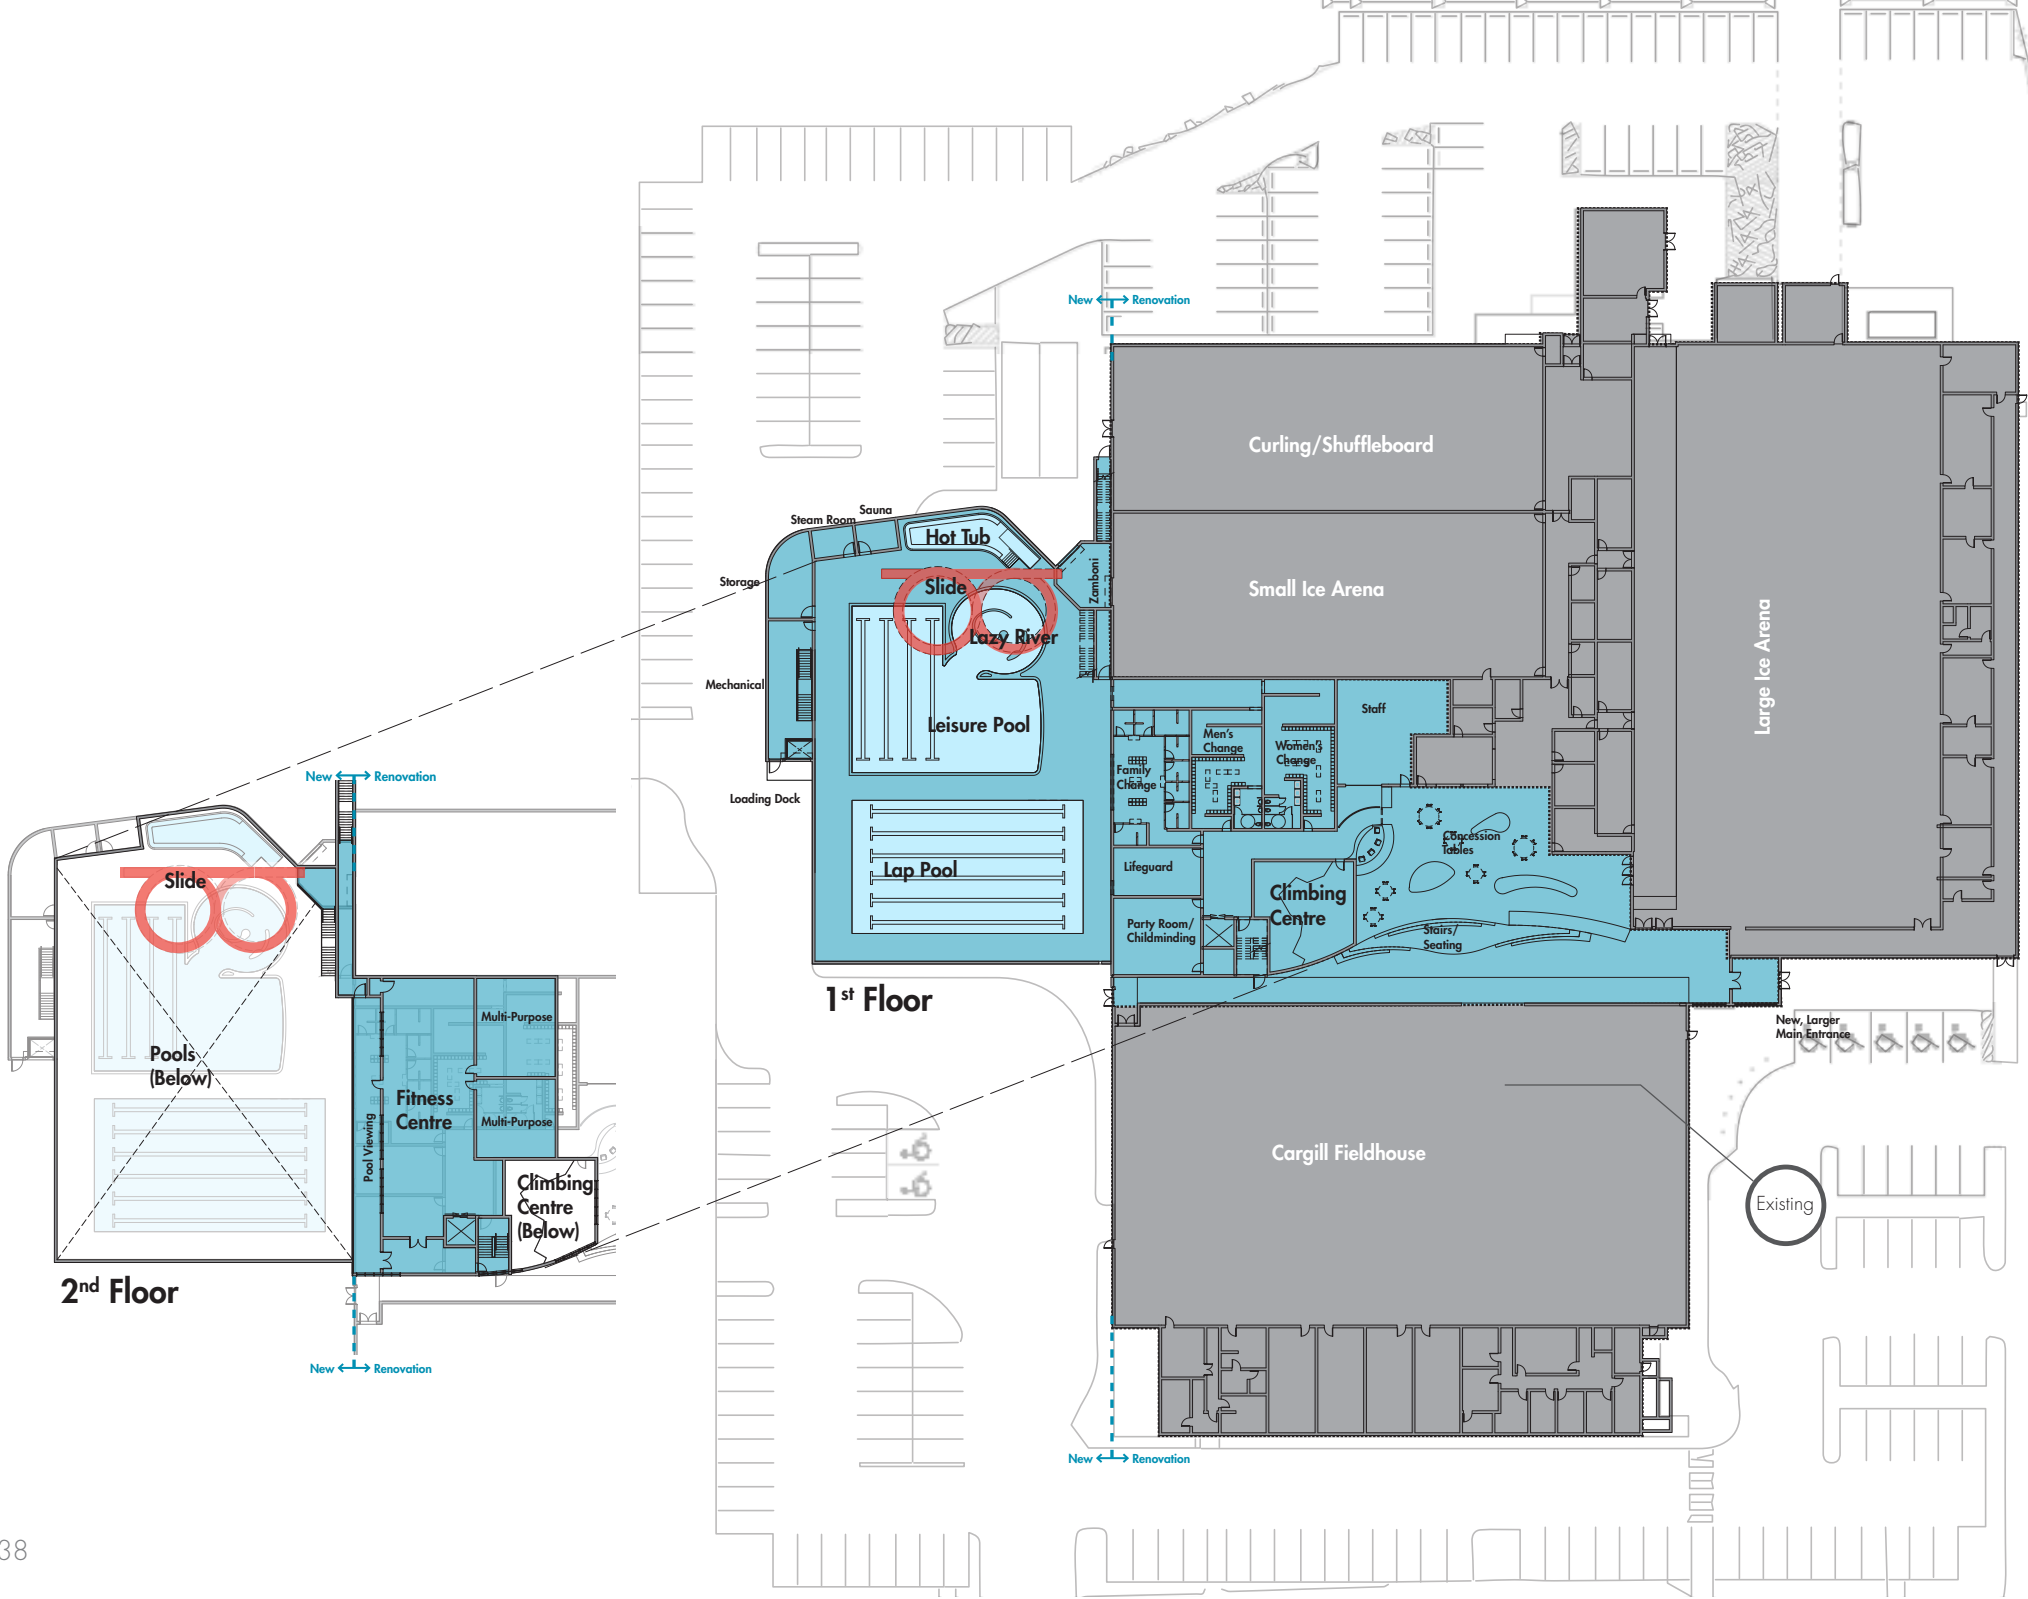 New Renovation
Curling/Shuffleboard
Sauna
Steam Room
Hot Tub
Zamboni
Storage
Slide
Small Ice Arena
Lazy River
Large Ice Arena
Mechanical
Staff
Leisure Pool
Men's
Change
Women's
Change
Family
Change
New Renovation
Loading Dock
Concession
Tables
Lap Pool
Lifeguard
Climbing
Centre
Slide
Party Room/
Childminding
Stairs/
Seating
1st Floor
Multi-Purpose
New, Larger
Main Entrance
Pools
(Below)
Fitness
Centre
Multi-Purpose
Pool Viewing
Cargill Fieldhouse
Climbing
Centre
(Below)
Existing
2nd Floor
New Renovation
New Renovation
38